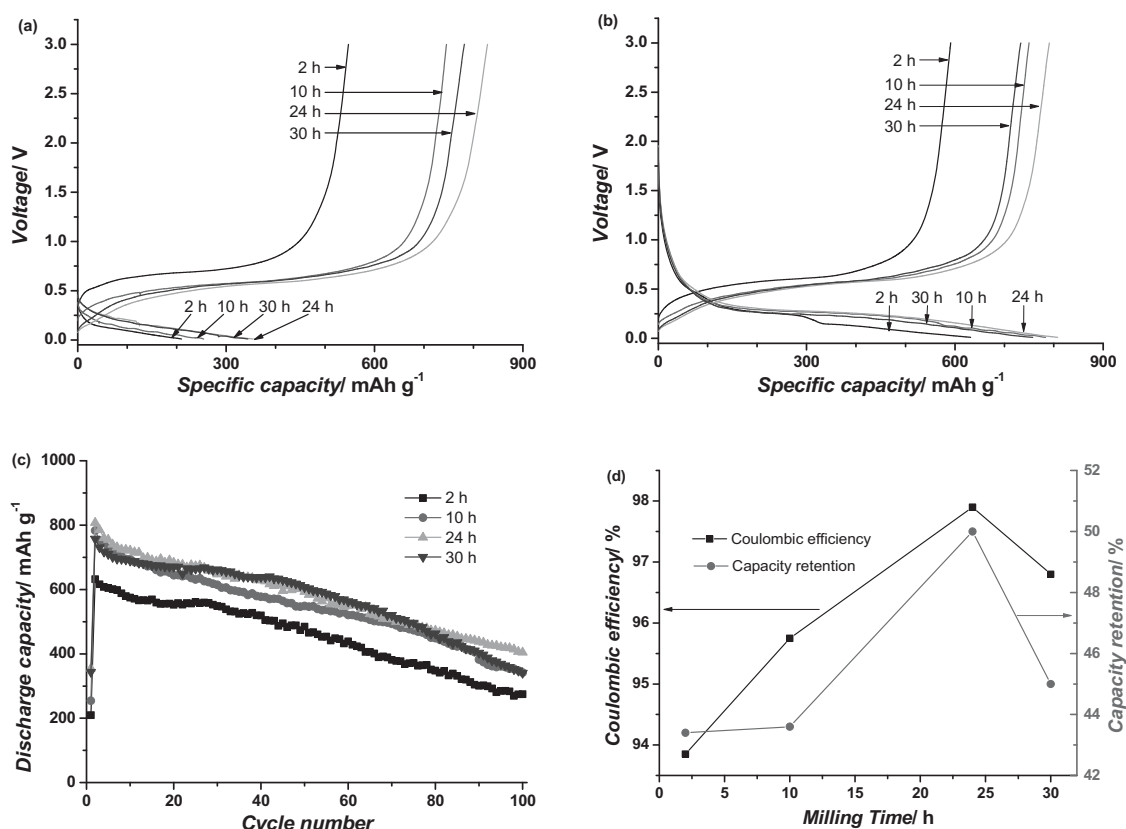 (a)
3.0
2.5
2.0
1.5
1.0
0.5
0.0
Voltage/ V
2 h
10 h
24 h
30 h
2 h
10 h
30 h
24 h
0
300
600
900
Specific capacity/ mAh g⁻¹
(b)
3.0
2.5
2.0
1.5
1.0
0.5
0.0
Voltage/ V
2 h
10 h
24 h
30 h
2 h
30 h
10 h
24 h
0
300
600
900
Specific capacity/ mAh g⁻¹
(c)
1000
800
600
400
200
0
Discharge capacity/ mAh g⁻¹
2 h
10 h
24 h
30 h
0
20
40
60
80
100
Cycle number
(d)
98
97
96
95
94
Coulombic efficiency/ %
Coulombic efficiency
Capacity retention
52
50
48
46
44
42
Capacity retention/ %
0
5
10
15
20
25
30
Milling Time/ h